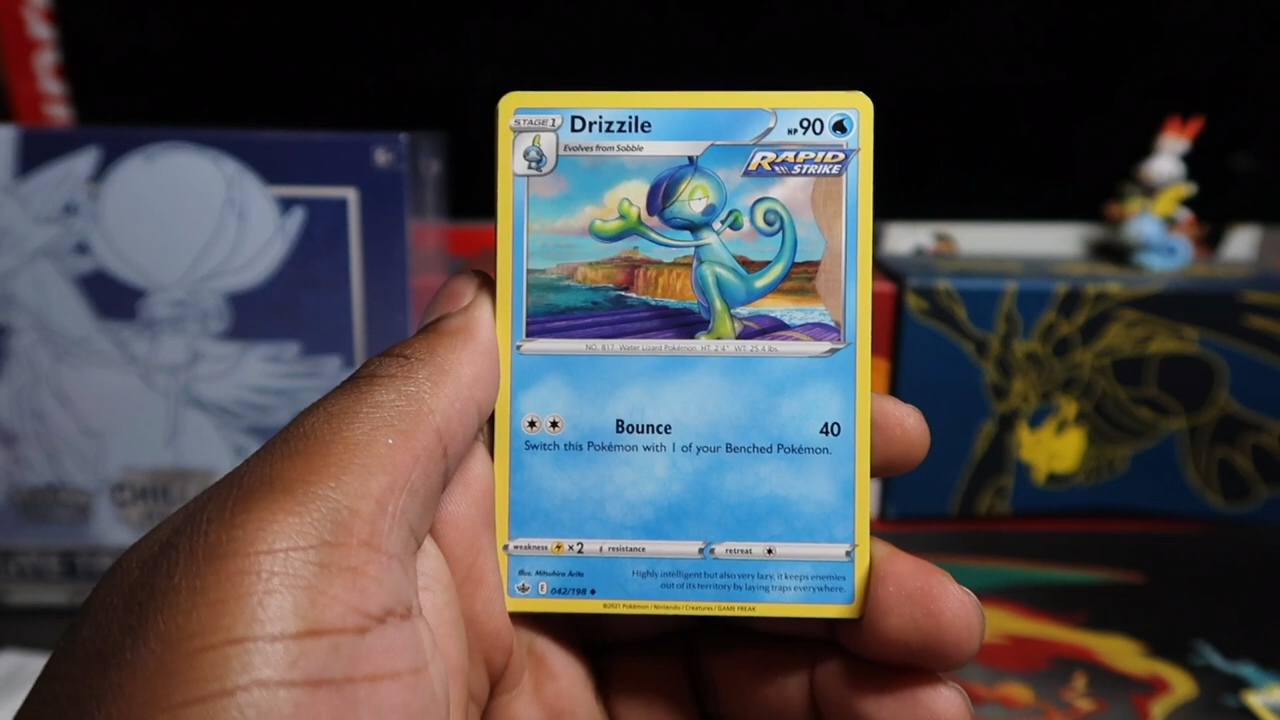 STAGE 1
Drizzile
HP 90
Evolves from Sobble
RAPID
STRIKE
NO. 817 Water Lizard Pokémon HT: 2'4" WT: 25.4 lbs.
Bounce 40
Switch this Pokémon with 1 of your Benched Pokémon.
weakness ×2 resistance retreat
Illus. Mitsuhiro Arita
Highly intelligent but also very lazy, it keeps enemies
out of its territory by laying traps everywhere.
E 042/198
©2021 Pokémon / Nintendo / Creatures / GAME FREAK